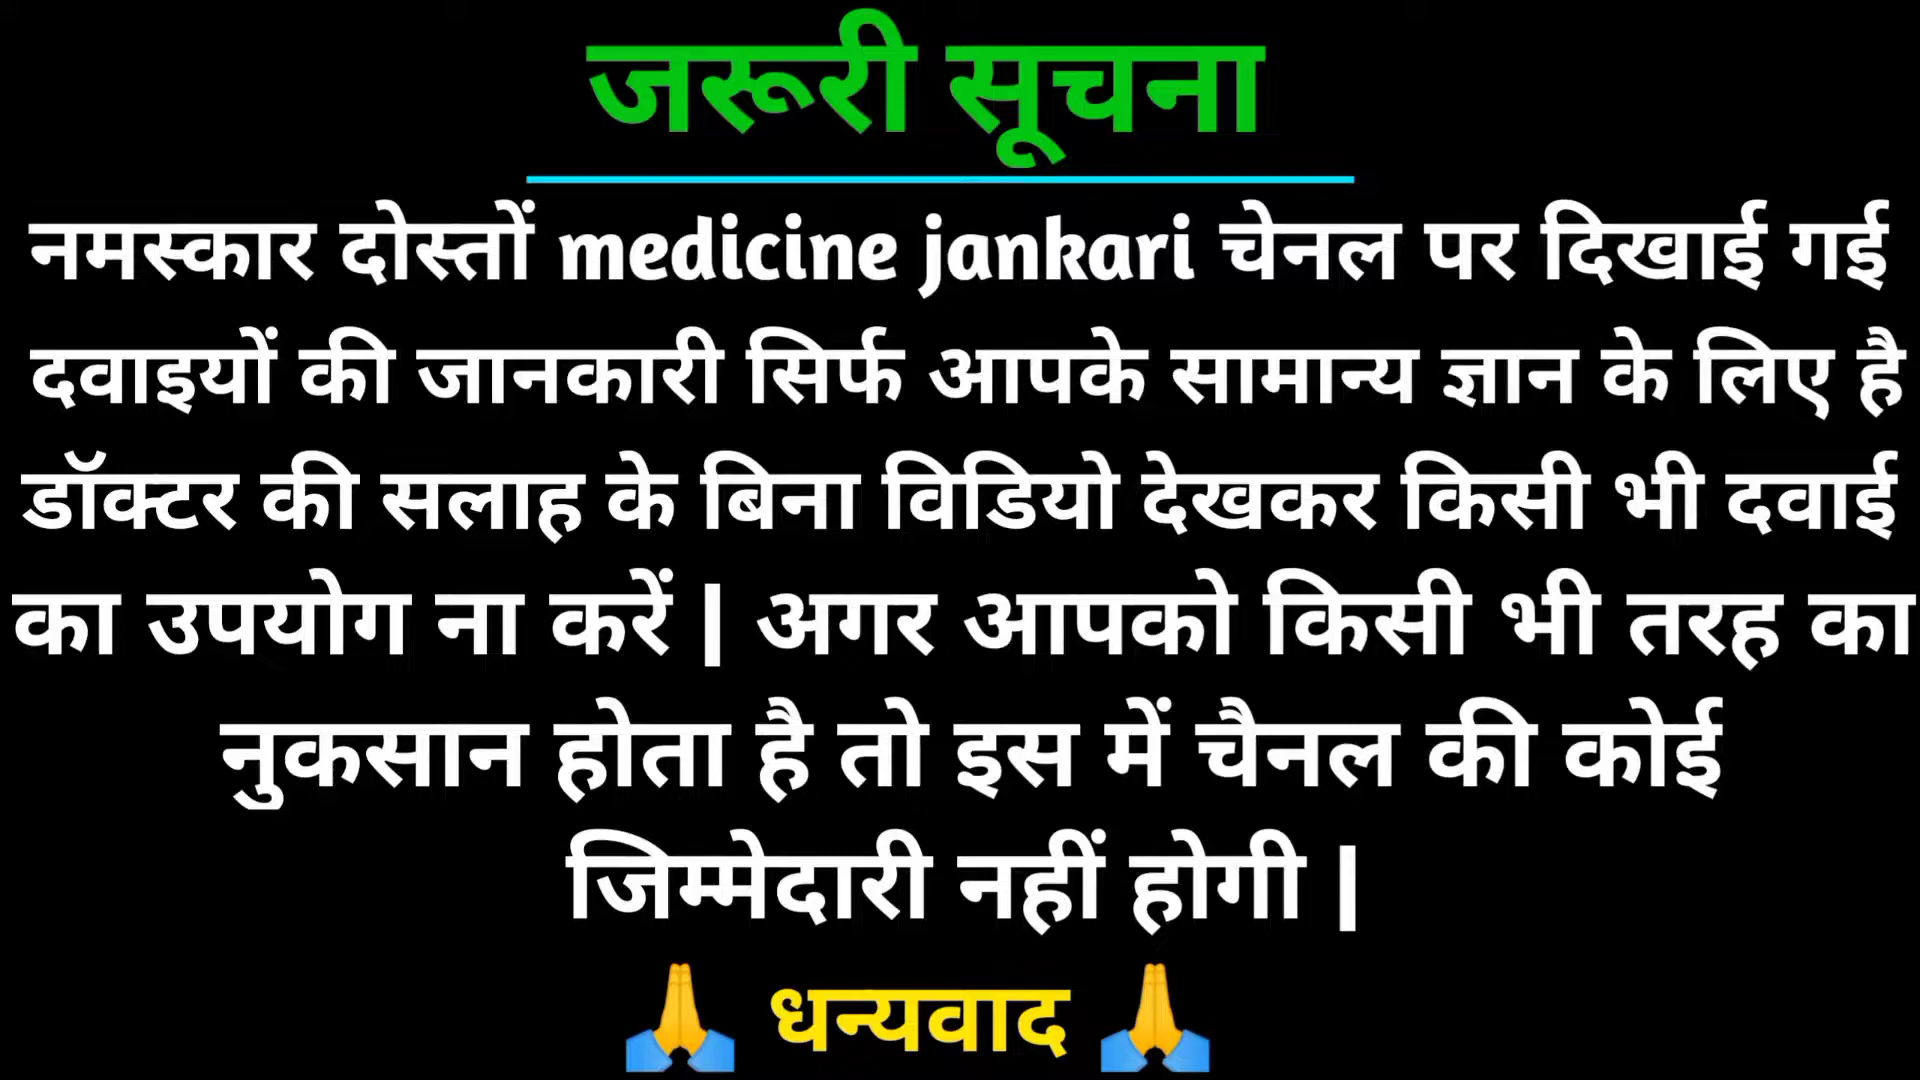 जरूरी सूचना
नमस्कार दोस्तों medicine jankari चेनल पर दिखाई गई
दवाइयों की जानकारी सिर्फ आपके सामान्य ज्ञान के लिए है
डॉक्टर की सलाह के बिना विडियो देखकर किसी भी दवाई
का उपयोग ना करें | अगर आपको किसी भी तरह का
नुकसान होता है तो इस में चैनल की कोई
जिम्मेदारी नहीं होगी |
🙏 धन्यवाद 🙏